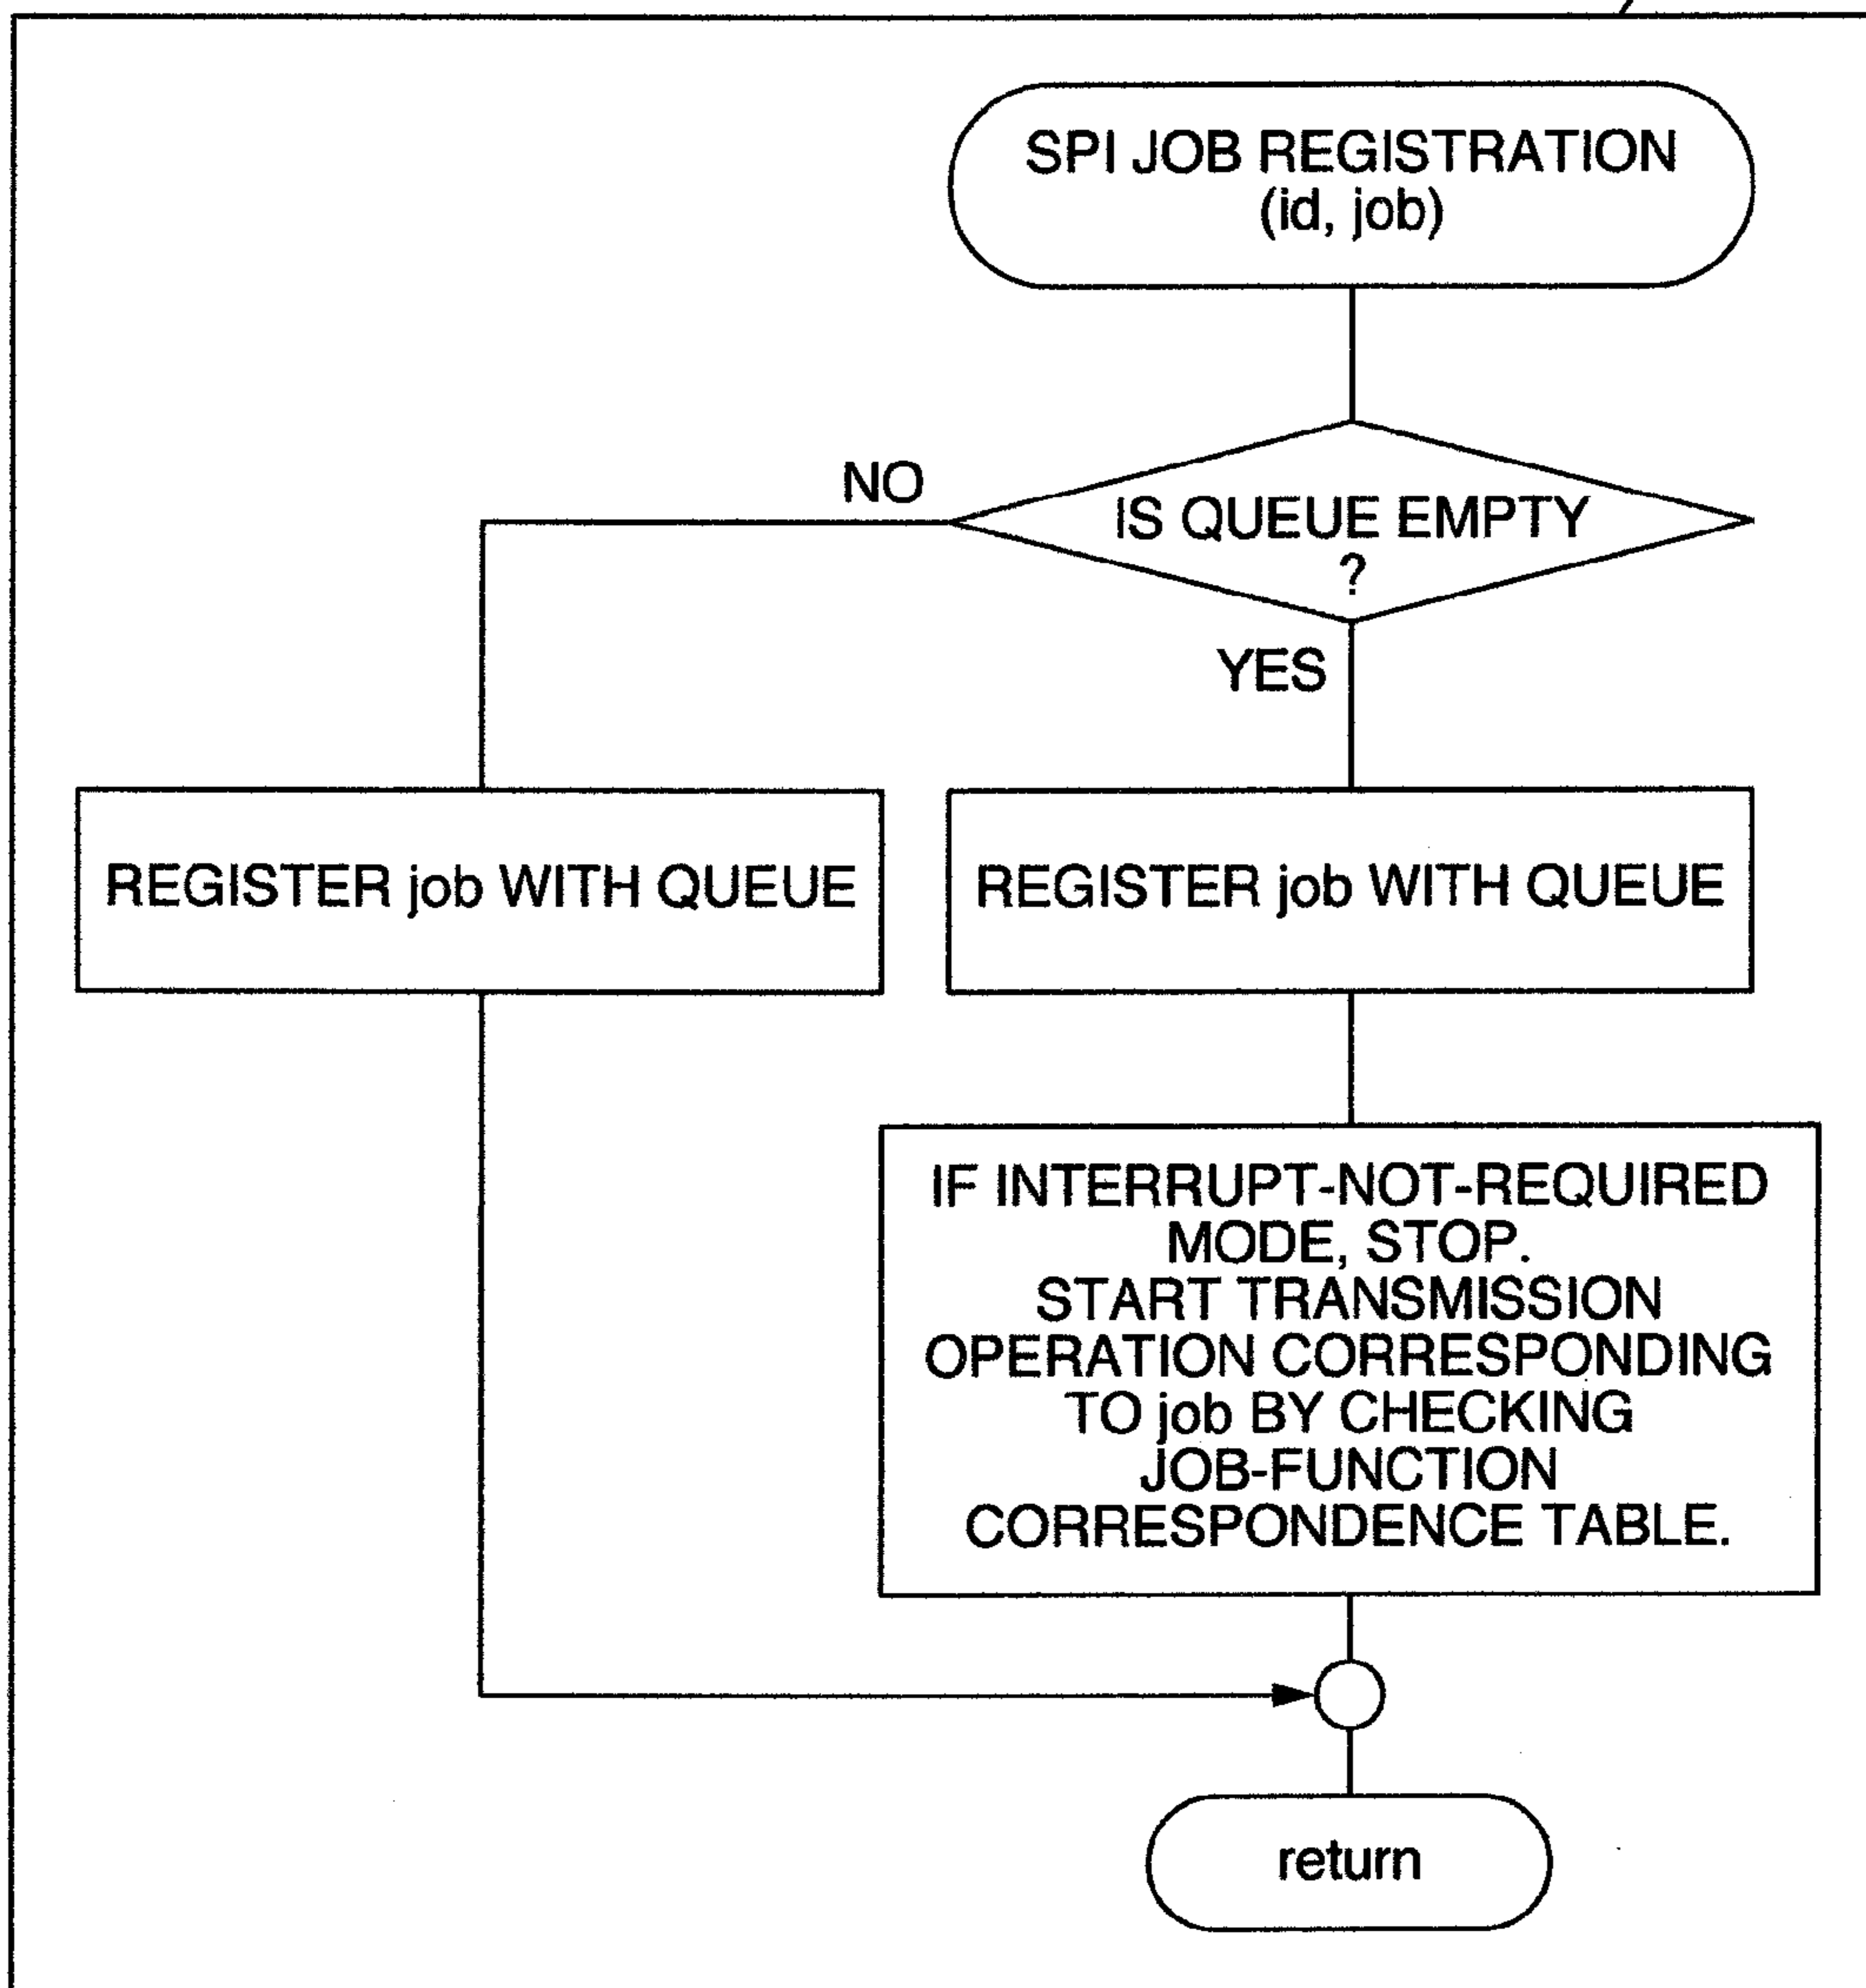 SPI JOB REGISTRATION
(id, job)
NO
IS QUEUE EMPTY
?
YES
REGISTER job WITH QUEUE
REGISTER job WITH QUEUE
IF INTERRUPT-NOT-REQUIRED
MODE, STOP.
START TRANSMISSION
OPERATION CORRESPONDING
TO job BY CHECKING
JOB-FUNCTION
CORRESPONDENCE TABLE.
return